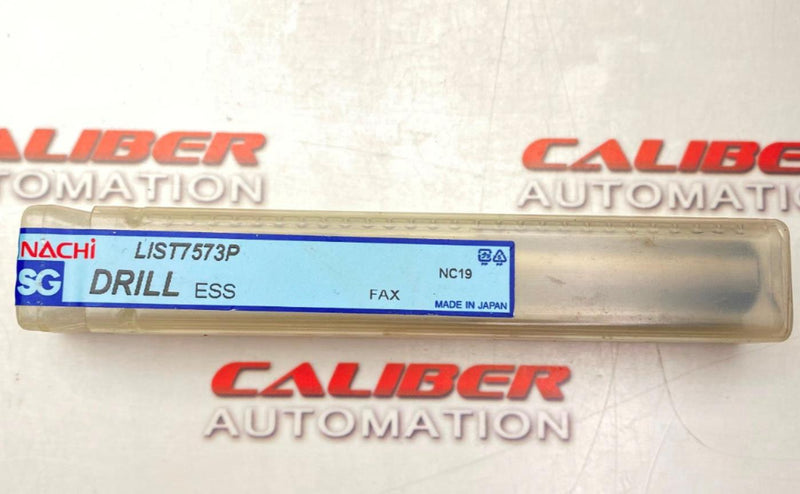 CALIBER
AUTOMATION
CALIBER
AUTOMATION
NACHI LIST7573P
SG DRILL ESS FAX NC19
MADE IN JAPAN
CALIBER
AUTOMATION